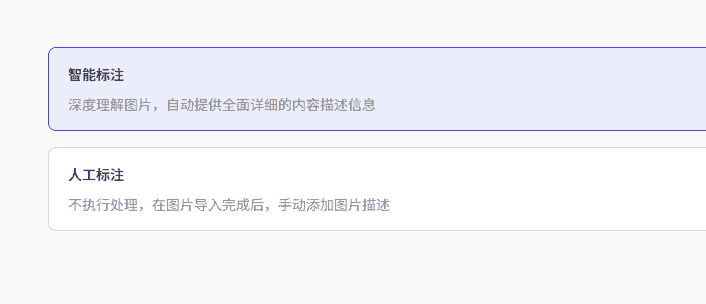 智能标注
深度理解图片，自动提供全面详细的内容描述信息
人工标注
不执行处理，在图片导入完成后，手动添加图片描述